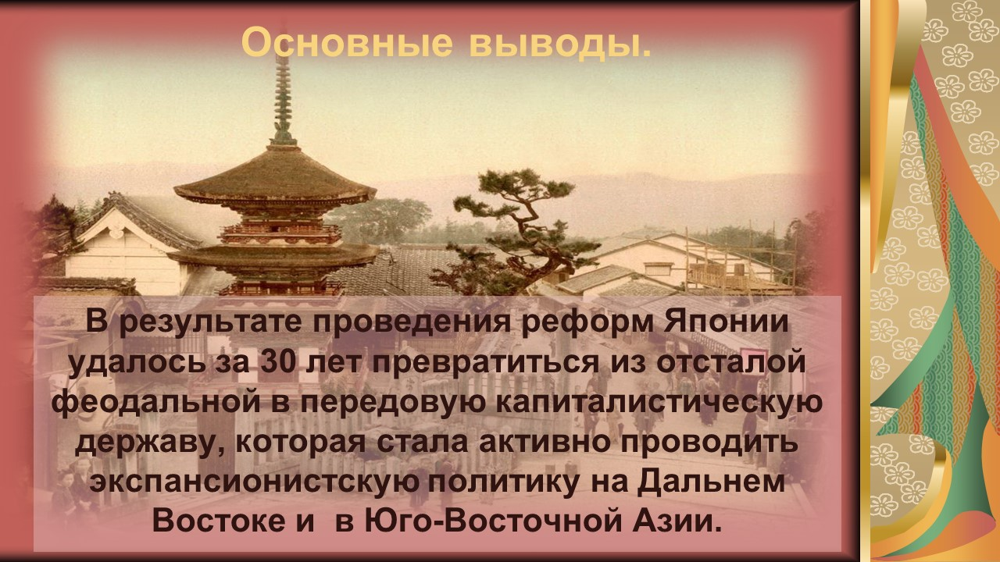 Основные выводы.
В результате проведения реформ Японии
удалось за 30 лет превратиться из отсталой
феодальной в передовую капиталистическую
державу, которая стала активно проводить
экспансионистскую политику на Дальнем
Востоке и  в Юго-Восточной Азии.